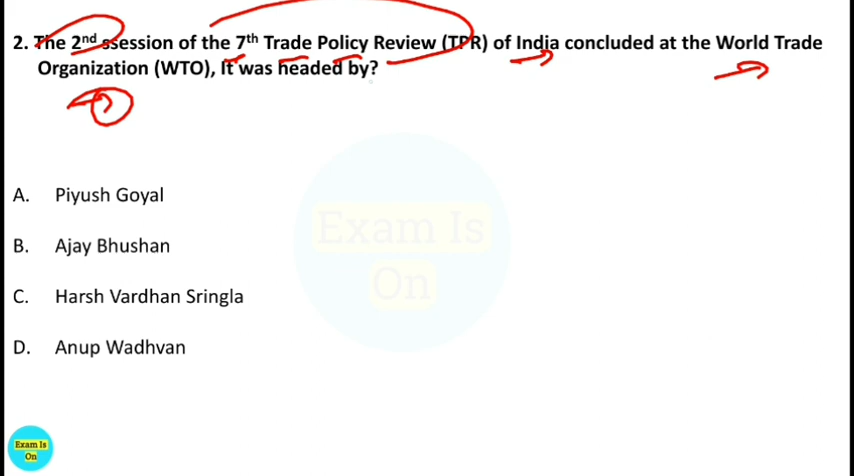 2. The 2nd ssession of the 7th Trade Policy Review (TPR) of India concluded at the World Trade
Organization (WTO), It was headed by?
Exam Is
On
A. Piyush Goyal
B. Ajay Bhushan
C. Harsh Vardhan Sringla
D. Anup Wadhvan
Exam Is
On